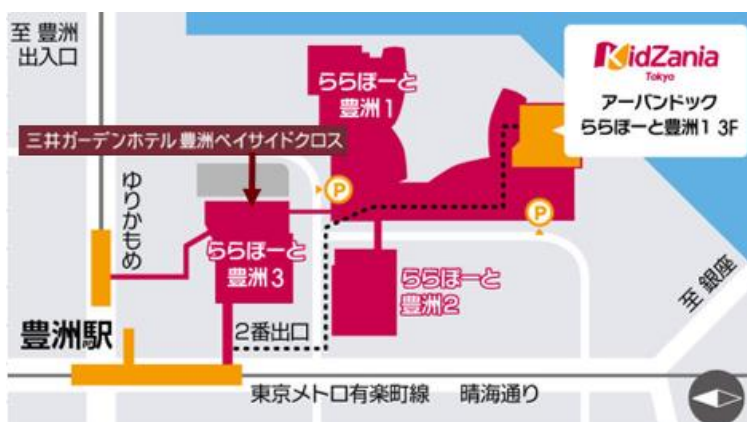 至 豊洲
出入口
ららぽーと
豊洲1
KidZania
Tokyo
アーバンドック
ららぽーと豊洲1 3F
三井ガーデンホテル 豊洲ベイサイドクロス
P
P
ゆりかもめ
ららぽーと
豊洲3
ららぽーと
豊洲2
至 銀座
豊洲駅
2番出口
東京メトロ有楽町線 晴海通り